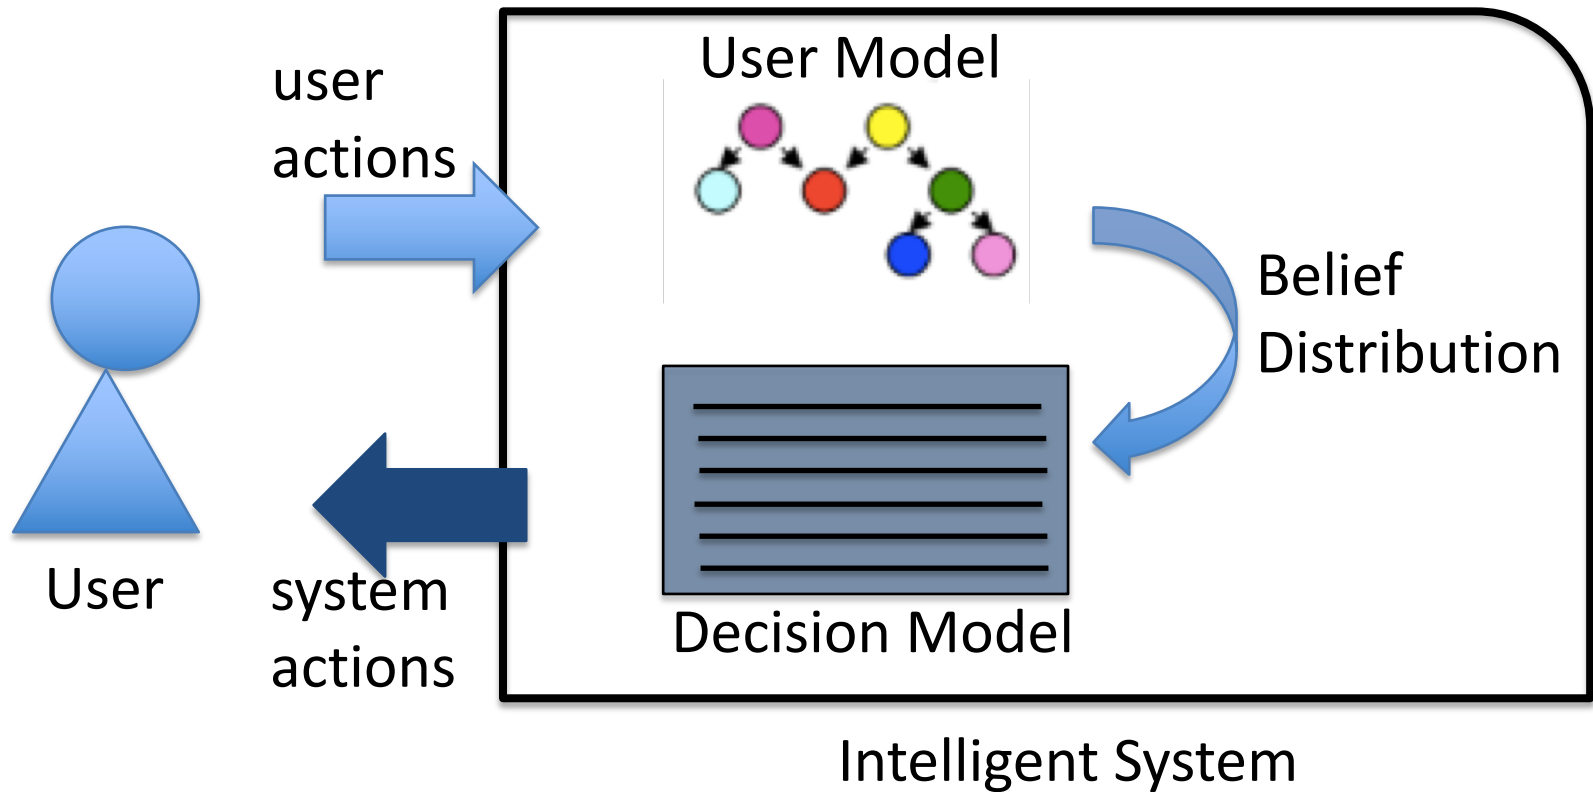 User Model
user
actions
Belief
Distribution
User
system
actions
Decision Model
Intelligent System